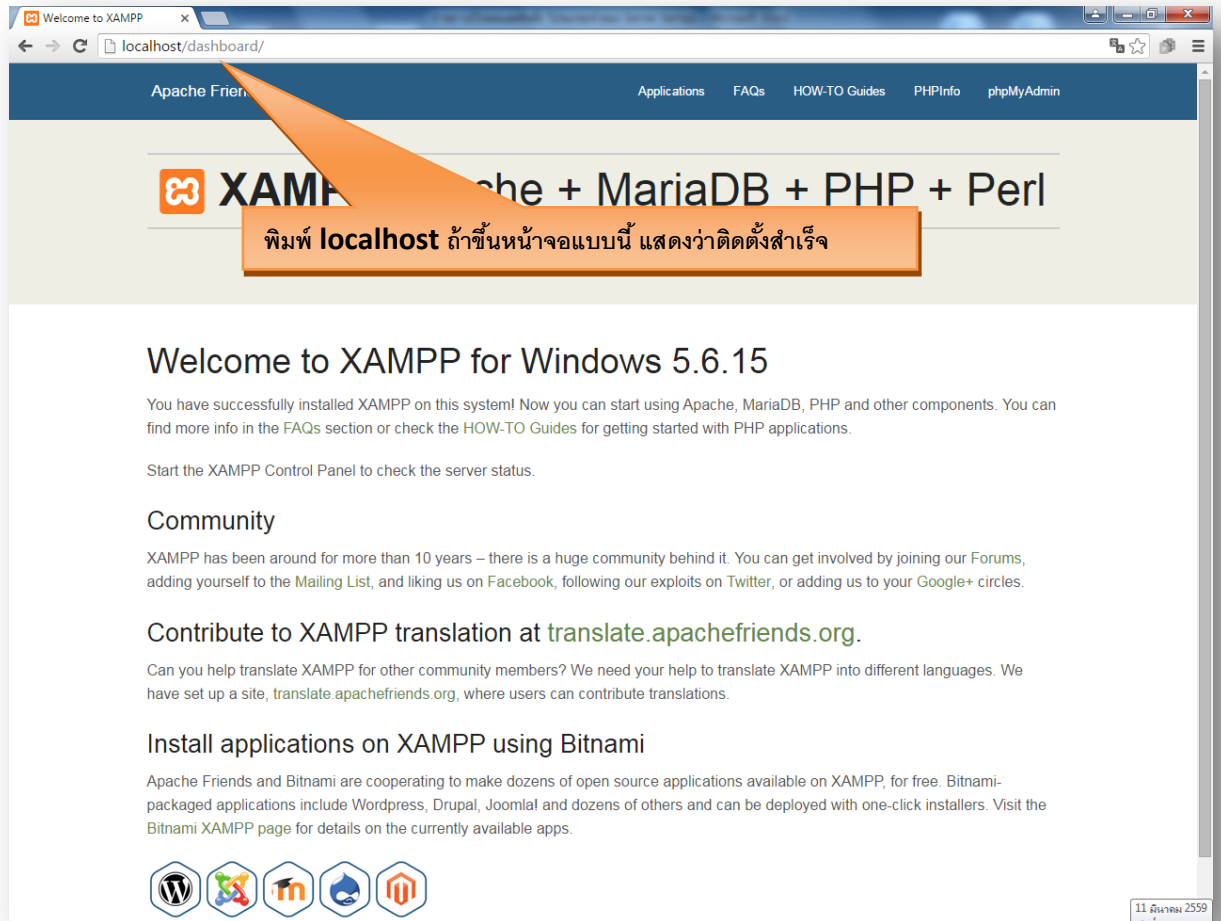 Welcome to XAMPP
localhost/dashboard/
Apache
Applications FAQs HOW-TO Guides PHPInfo phpMyAdmin
+ MariaDB + PHP + Perl
พิมพ์ localhost ถ้าขึ้นหน้าจอแบบนี้ แสดงว่าติดตั้งสำเร็จ
Welcome to XAMPP for Windows 5.6.15
You have successfully installed XAMPP on this system! Now you can start using Apache, MariaDB, PHP and other components. You can
find more info in the FAQs section or check the HOW-TO Guides for getting started with PHP applications.
Start the XAMPP Control Panel to check the server status.
Community
XAMPP has been around for more than 10 years – there is a huge community behind it. You can get involved by joining our Forums,
adding yourself to the Mailing List, and liking us on Facebook, following our exploits on Twitter, or adding us to your Google+ circles.
Contribute to XAMPP translation at translate.apachefriends.org.
Can you help translate XAMPP for other community members? We need your help to translate XAMPP into different languages. We
have set up a site, translate.apachefriends.org, where users can contribute translations.
Install applications on XAMPP using Bitnami
Apache Friends and Bitnami are cooperating to make dozens of open source applications available on XAMPP, for free. Bitnami-
packaged applications include Wordpress, Drupal, Joomla! and dozens of others and can be deployed with one-click installers. Visit the
Bitnami XAMPP page for details on the currently available apps.
11 มีนาคม 2559